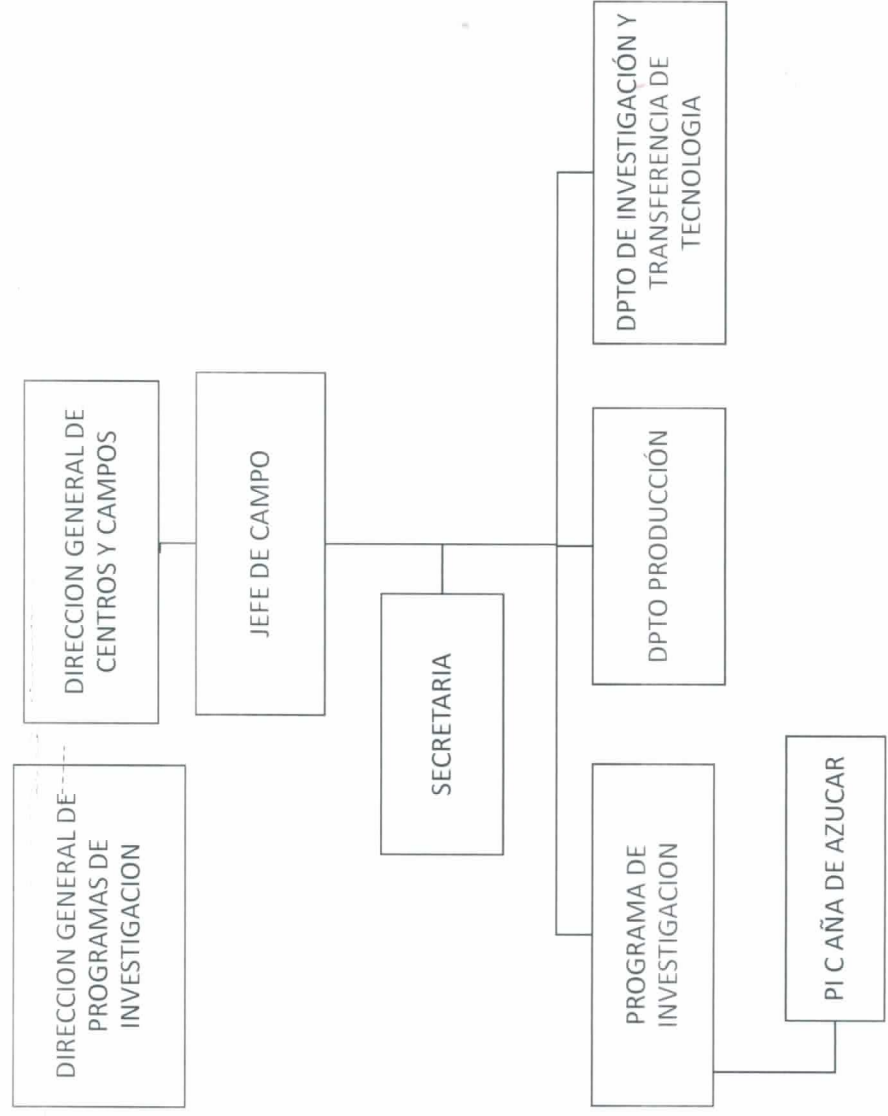 DIRECCION GENERAL DE
PROGRAMAS DE
INVESTIGACION
DIRECCION GENERAL DE
CENTROS Y CAMPOS
JEFE DE CAMPO
SECRETARIA
PROGRAMA DE
INVESTIGACION
DPTO PRODUCCIÓN
DPTO DE INVESTIGACIÓN Y
TRANSFERENCIA DE
TECNOLOGIA
PI C AÑA DE AZUCAR